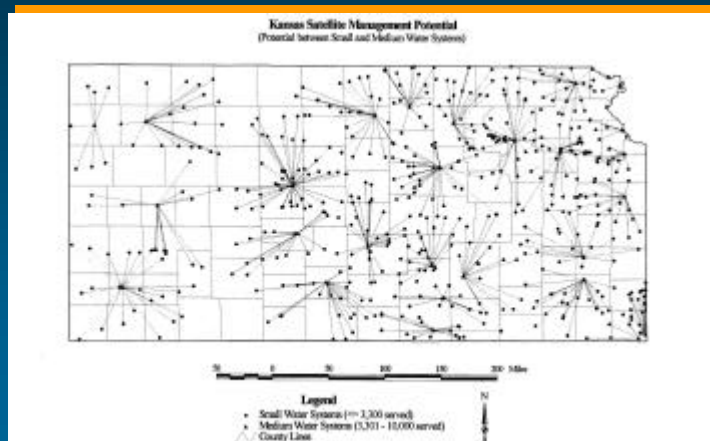 Kansas Satellite Management Potential
(Potential between Small and Medium Water Systems)
50 0 50 100 150 200 Miles
N
Legend
Small Water Systems (<= 3,300 served)
Medium Water Systems (3,301 - 10,000 served)
County Lines